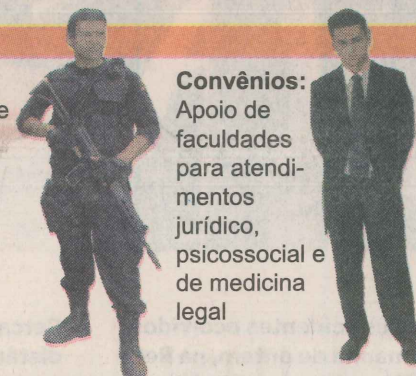 e
Convênios:
Apoio de
faculdades
para atendi-
mentos
jurídico,
psicossocial e
de medicina
legal